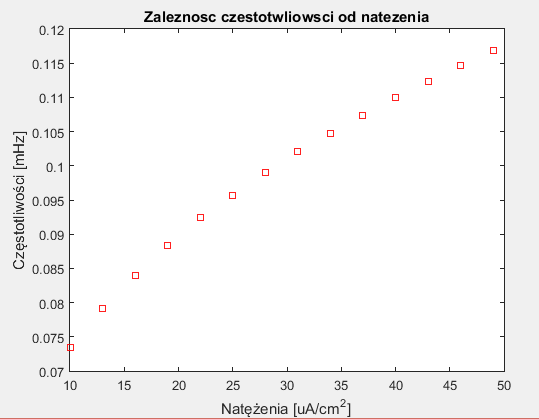 Zaleznosc czestotwliowsci od natezenia
0.12
0.115
0.11
0.105
0.1
0.095
0.09
0.085
0.08
0.075
0.07
Częstotliwości [mHz]
10 15 20 25 30 35 40 45 50
Natężenia [uA/cm²]